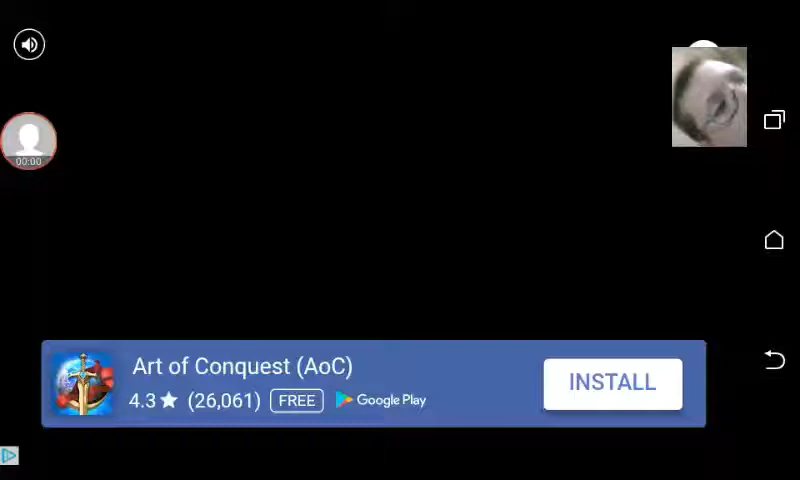 00:00
Art of Conquest (AoC)
4.3★ (26,061) FREE Google Play
INSTALL